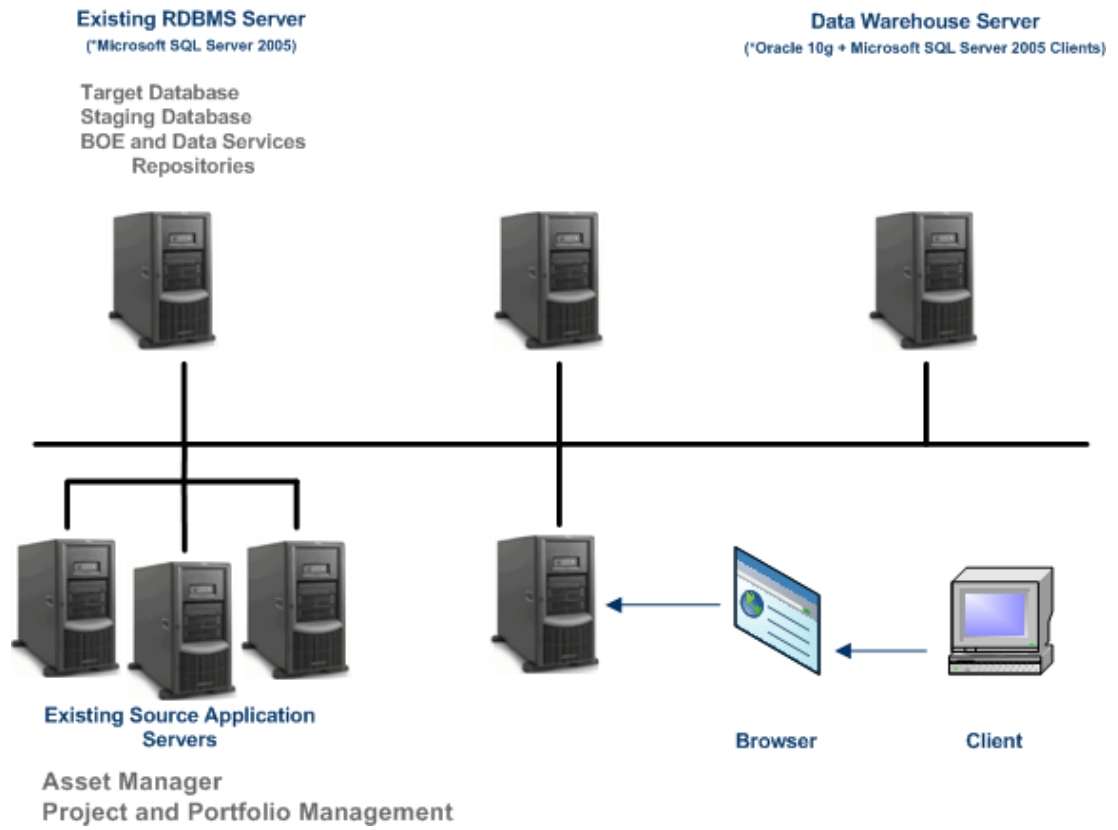 Existing RDBMS Server
(*Microsoft SQL Server 2005)
Target Database
Staging Database
BOE and Data Services
Repositories
Data Warehouse Server
(*Oracle 10g + Microsoft SQL Server 2005 Clients)
Existing Source Application
Servers
Asset Manager
Project and Portfolio Management
Browser
Client